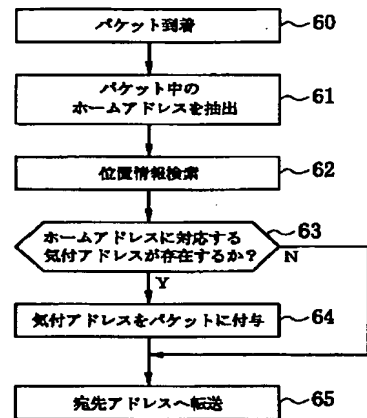 パケット到着
60
パケット中の
ホームアドレスを抽出
61
位置情報検索
62
ホームアドレスに対応する
気付アドレスが存在するか?
63
N
Y
気付アドレスをパケットに付与
64
宛先アドレスへ転送
65